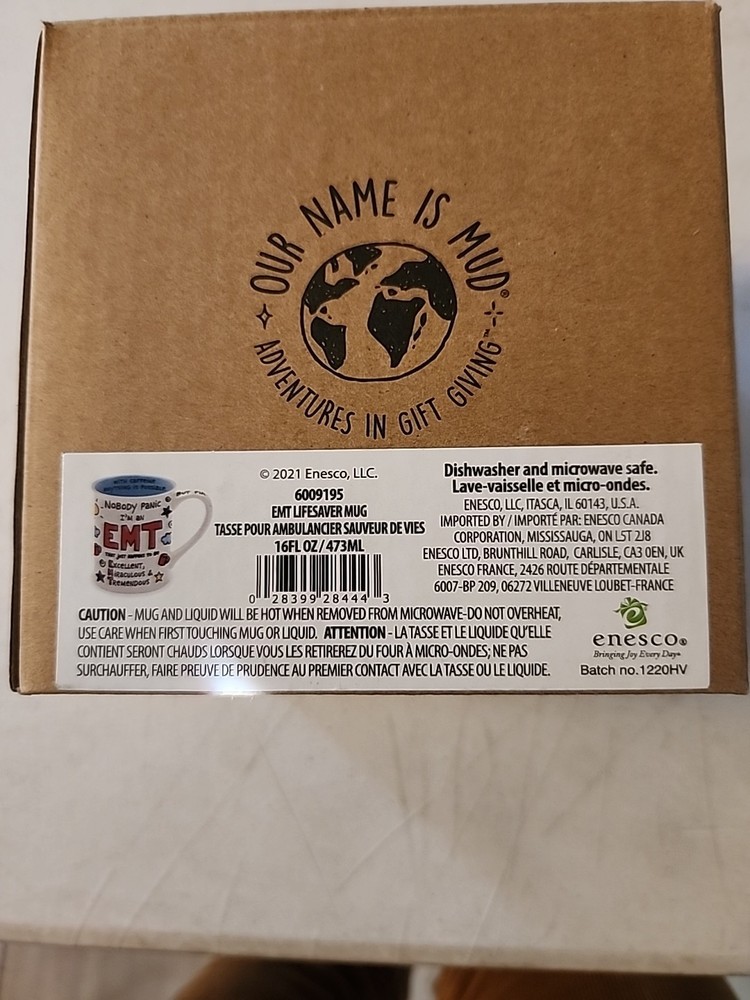 OUR NAME IS MUD®
ADVENTURES IN GIFT GIVING™
NOBODY PANIC
I'M AN
EMT
THAT JUST HAPPENS TO BE
EXCELLENT,
MIRACULOUS &
TREMENDOUS
© 2021 Enesco, LLC.
6009195
EMT LIFESAVER MUG
TASSE POUR AMBULANCIER SAUVEUR DE VIES
16FL OZ / 473ML
0 28399 28444 3
Dishwasher and microwave safe.
Lave-vaisselle et micro-ondes.
ENESCO, LLC, ITASCA, IL 60143, U.S.A.
IMPORTED BY / IMPORTÉ PAR: ENESCO CANADA
CORPORATION, MISSISSAUGA, ON L5T 2J8
ENESCO LTD, BRUNTHILL ROAD, CARLISLE, CA3 0EN, UK
ENESCO FRANCE, 2426 ROUTE DÉPARTEMENTALE
6007-BP 209, 06272 VILLENEUVE LOUBET-FRANCE
CAUTION - MUG AND LIQUID WILL BE HOT WHEN REMOVED FROM MICROWAVE-DO NOT OVERHEAT,
USE CARE WHEN FIRST TOUCHING MUG OR LIQUID. ATTENTION - LA TASSE ET LE LIQUIDE QU'ELLE
CONTIENT SERONT CHAUDS LORSQUE VOUS LES RETIREREZ DU FOUR À MICRO-ONDES; NE PAS
SURCHAUFFER, FAIRE PREUVE DE PRUDENCE AU PREMIER CONTACT AVEC LA TASSE OU LE LIQUIDE.
enesco®
Bringing Joy Every Day®
Batch no.1220HV